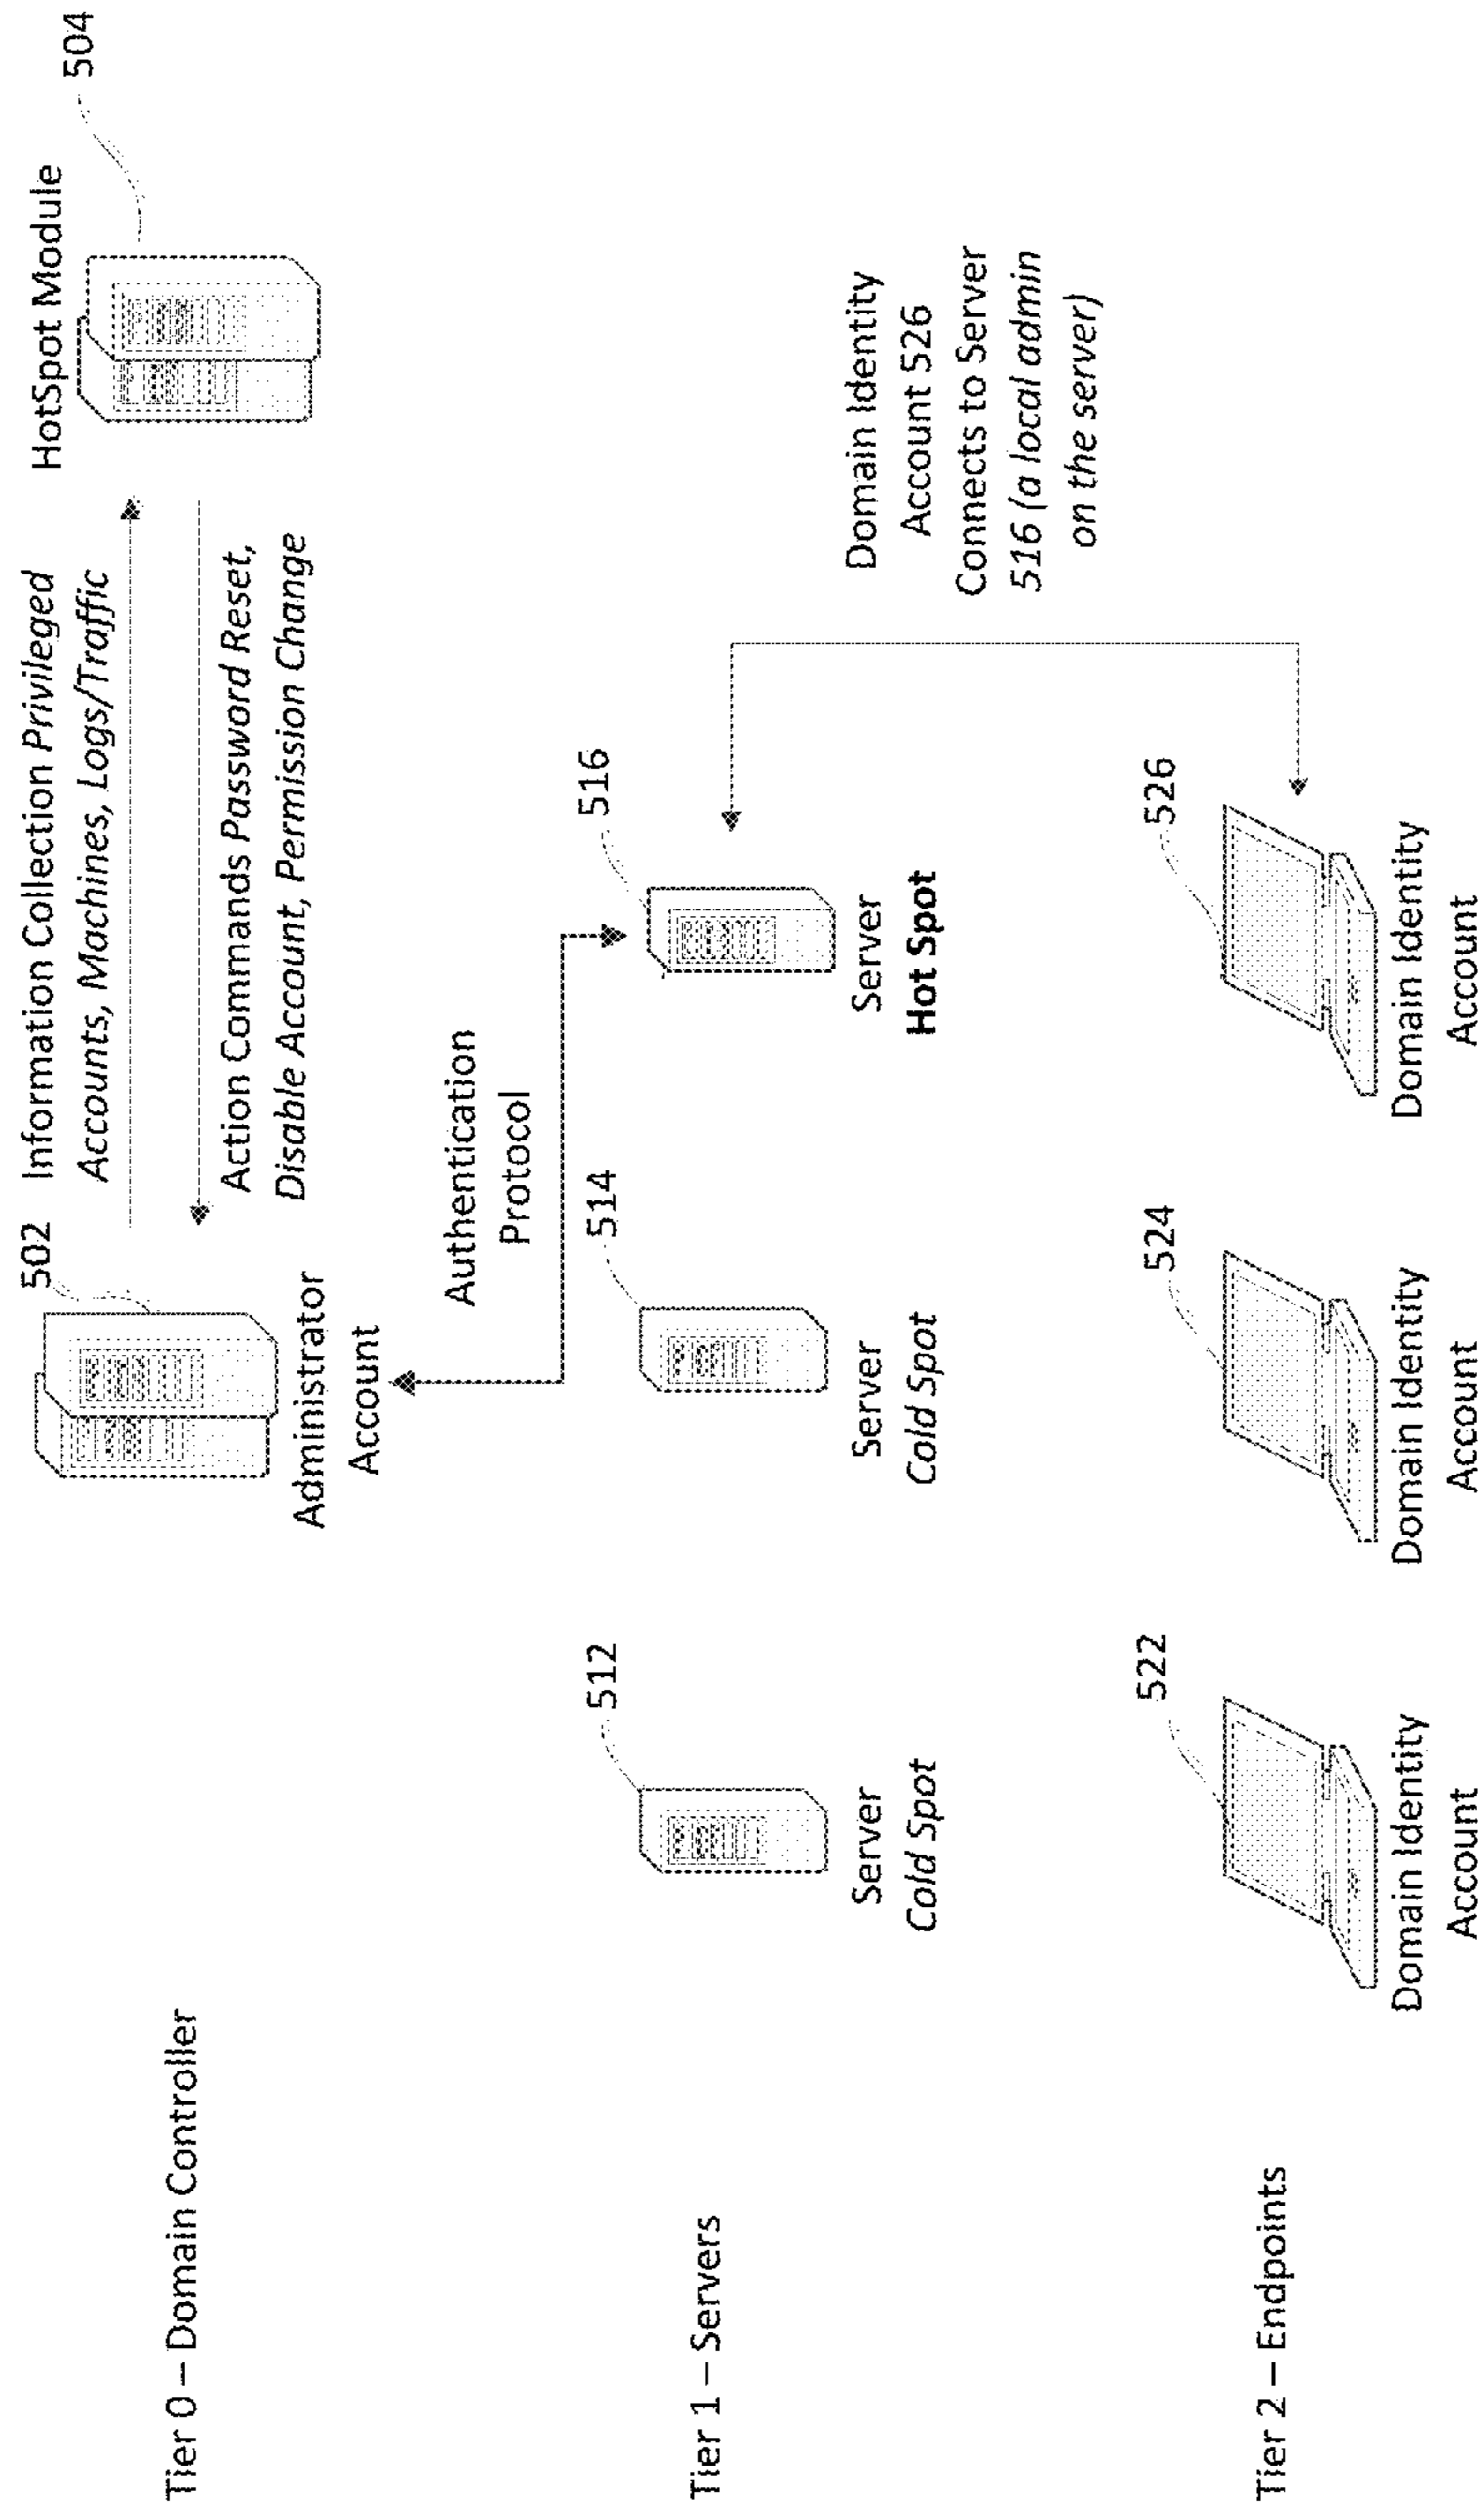 Tier 0 – Domain Controller
502
Administrator
Account
Information Collection Privileged
Accounts, Machines, Logs/Traffic
Action Commands Password Reset,
Disable Account, Permission Change
HotSpot Module
504
Authentication
Protocol
Tier 1 – Servers
512
Server
Cold Spot
514
Server
Cold Spot
516
Server
Hot Spot
Domain Identity
Account 526
Connects to Server
516 (a local admin
on the server)
Tier 2 – Endpoints
522
Domain Identity
Account
524
Domain Identity
Account
526
Domain Identity
Account